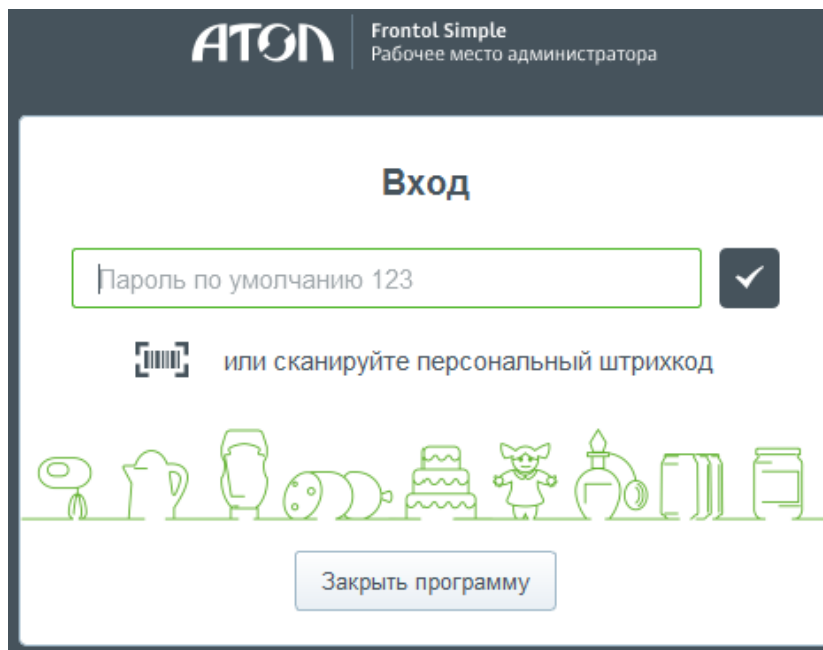 АТОЛ
Frontol Simple
Рабочее место администратора
Вход
Пароль по умолчанию 123
или сканируйте персональный штрихкод
Закрыть программу